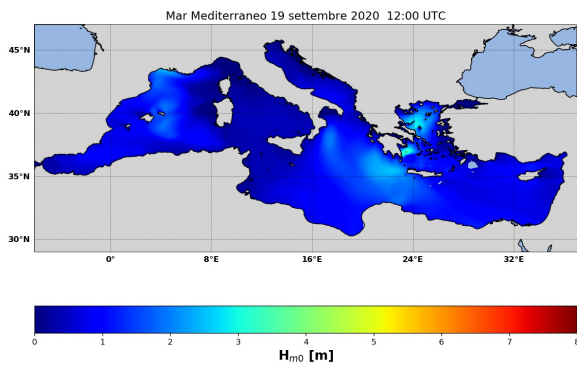 Mar Mediterraneo 19 settembre 2020  12:00 UTC
45°N
40°N
35°N
30°N
0° 8°E 16°E 24°E 32°E
0 1 2 3 4 5 6 7 8
H_{m0} [m]